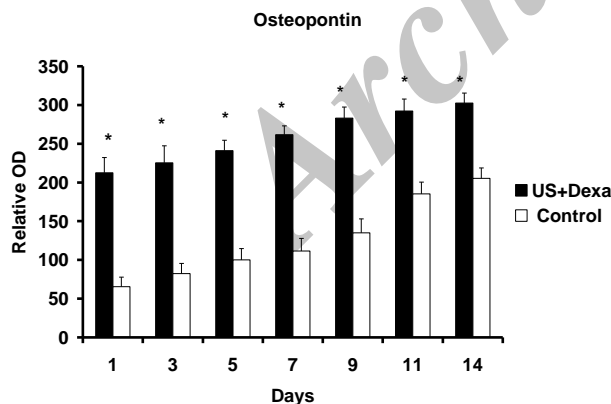 Osteopontin
350
300
250
200
150
100
50
0
Relative OD
* * * * * * *
1 3 5 7 9 11 14
Days
US+Dexa
Control